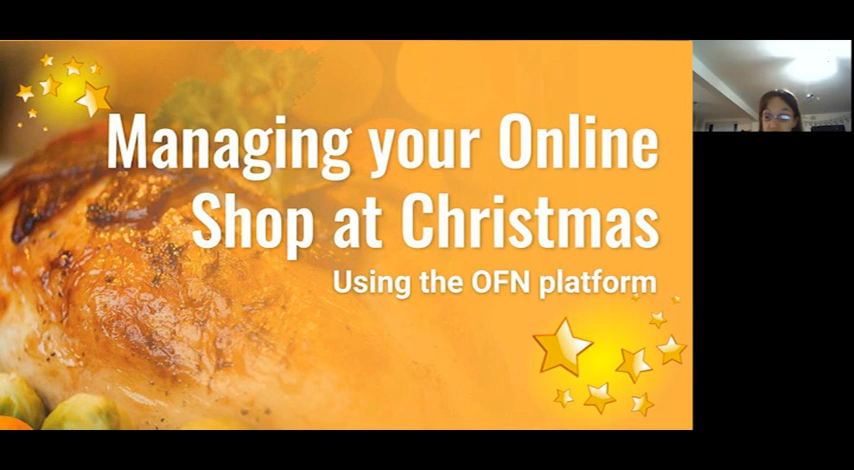 Managing your Online
Shop at Christmas
Using the OFN platform